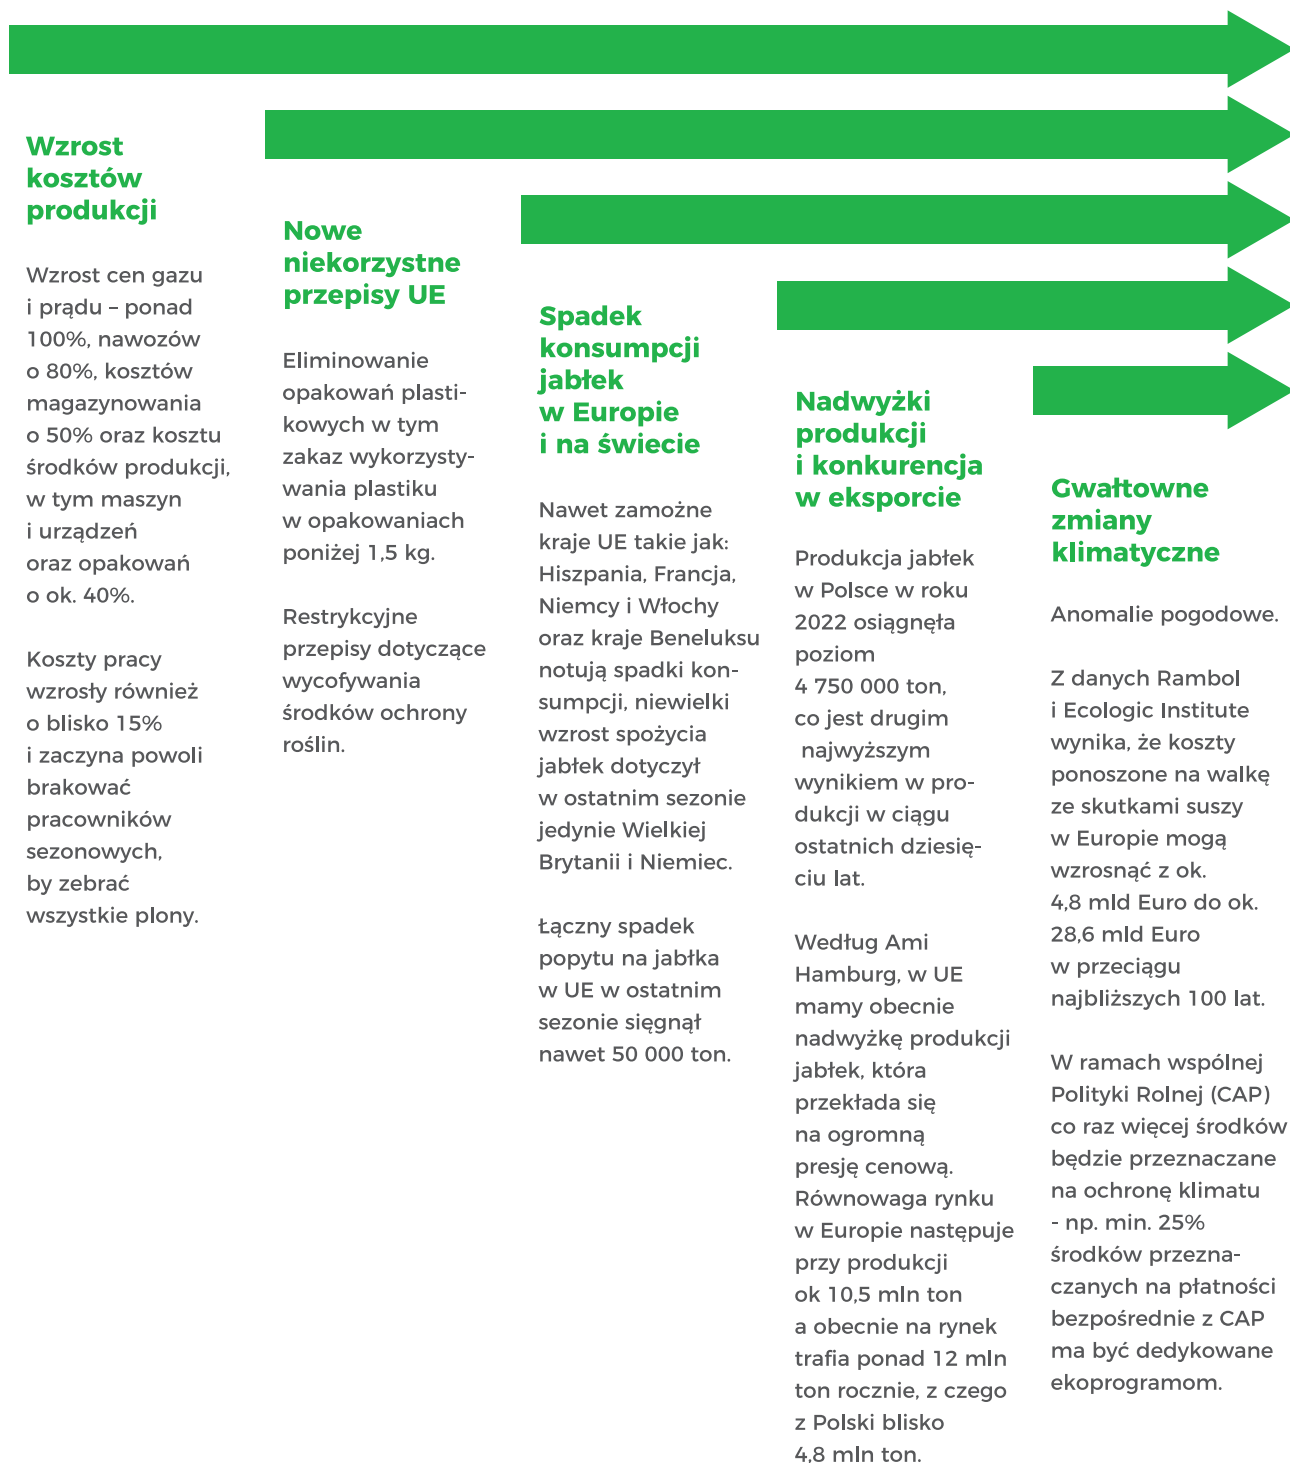 Wzrost
kosztów
produkcji
Wzrost cen gazu
i prądu – ponad
100%, nawozów
o 80%, kosztów
magazynowania
o 50% oraz kosztu
środków produkcji,
w tym maszyn
i urządzeń
oraz opakowań
o ok. 40%.
Koszty pracy
wzrosły również
o blisko 15%
i zaczyna powoli
brakować
pracowników
sezonowych,
by zebrać
wszystkie plony.
Nowe
niekorzystne
przepisy UE
Eliminowanie
opakowań plasti-
kowych w tym
zakaz wykorzysty-
wania plastiku
w opakowaniach
poniżej 1,5 kg.
Restrykcyjne
przepisy dotyczące
wycofywania
środków ochrony
roślin.
Spadek
konsumpcji
jabłek
w Europie
i na świecie
Nawet zamożne
kraje UE takie jak:
Hiszpania, Francja,
Niemcy i Włochy
oraz kraje Beneluksu
notują spadki kon-
sumpcji, niewielki
wzrost spożycia
jabłek dotyczył
w ostatnim sezonie
jedynie Wielkiej
Brytanii i Niemiec.
Łączny spadek
popytu na jabłka
w UE w ostatnim
sezonie sięgnął
nawet 50 000 ton.
Nadwyżki
produkcji
i konkurencja
w eksporcie
Produkcja jabłek
w Polsce w roku
2022 osiągnęła
poziom
4 750 000 ton,
co jest drugim
najwyższym
wynikiem w pro-
dukcji w ciągu
ostatnich dziesię-
ciu lat.
Według Ami
Hamburg, w UE
mamy obecnie
nadwyżkę produkcji
jabłek, która
przekłada się
na ogromną
presję cenową.
Równowaga rynku
w Europie następuje
przy produkcji
ok 10,5 mln ton
a obecnie na rynek
trafia ponad 12 mln
ton rocznie, z czego
z Polski blisko
4,8 mln ton.
Gwałtowne
zmiany
klimatyczne
Anomalie pogodowe.
Z danych Rambol
i Ecologic Institute
wynika, że koszty
ponoszone na walkę
ze skutkami suszy
w Europie mogą
wzrosnąć z ok.
4,8 mld Euro do ok.
28,6 mld Euro
w przeciągu
najbliższych 100 lat.
W ramach wspólnej
Polityki Rolnej (CAP)
co raz więcej środków
będzie przeznaczane
na ochronę klimatu
- np. min. 25%
środków przezna-
czanych na płatności
bezpośrednie z CAP
ma być dedykowane
ekoprogramom.